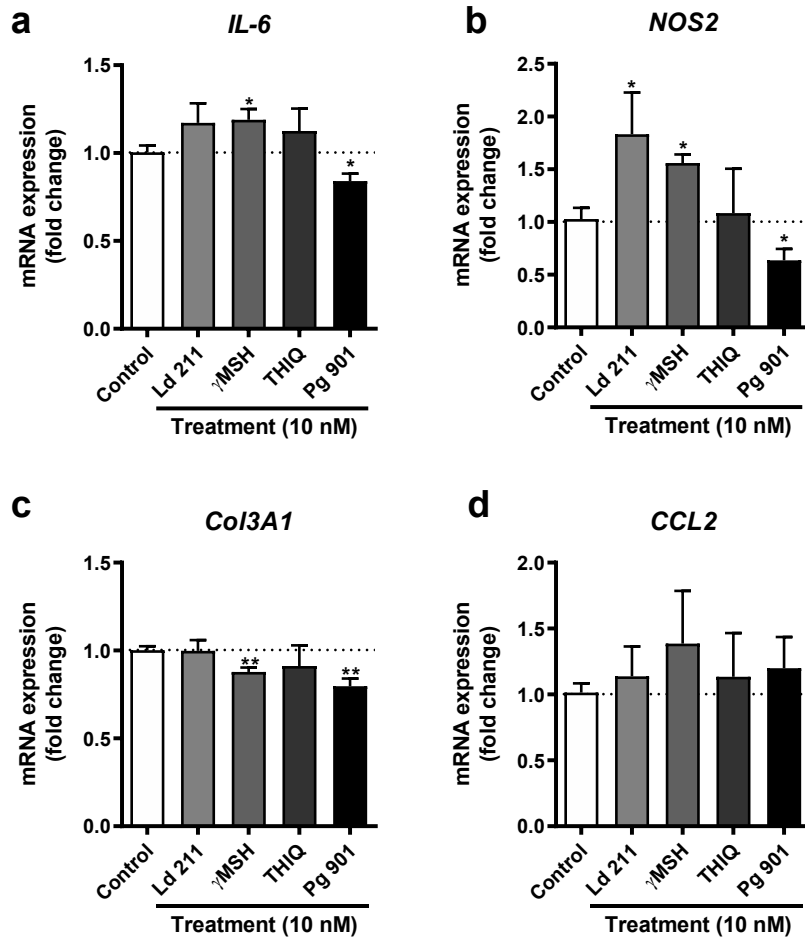 a
IL-6
mRNA expression
(fold change)
1.5
1.0
0.5
0.0
*
*
Control
Ld 211
γMSH
THIQ
Pg 901
Treatment (10 nM)
b
NOS2
mRNA expression
(fold change)
2.5
2.0
1.5
1.0
0.5
0.0
*
*
*
Control
Ld 211
γMSH
THIQ
Pg 901
Treatment (10 nM)
c
Col3A1
mRNA expression
(fold change)
1.5
1.0
0.5
0.0
**
**
Control
Ld 211
γMSH
THIQ
Pg 901
Treatment (10 nM)
d
CCL2
mRNA expression
(fold change)
2.0
1.5
1.0
0.5
0.0
Control
Ld 211
γMSH
THIQ
Pg 901
Treatment (10 nM)